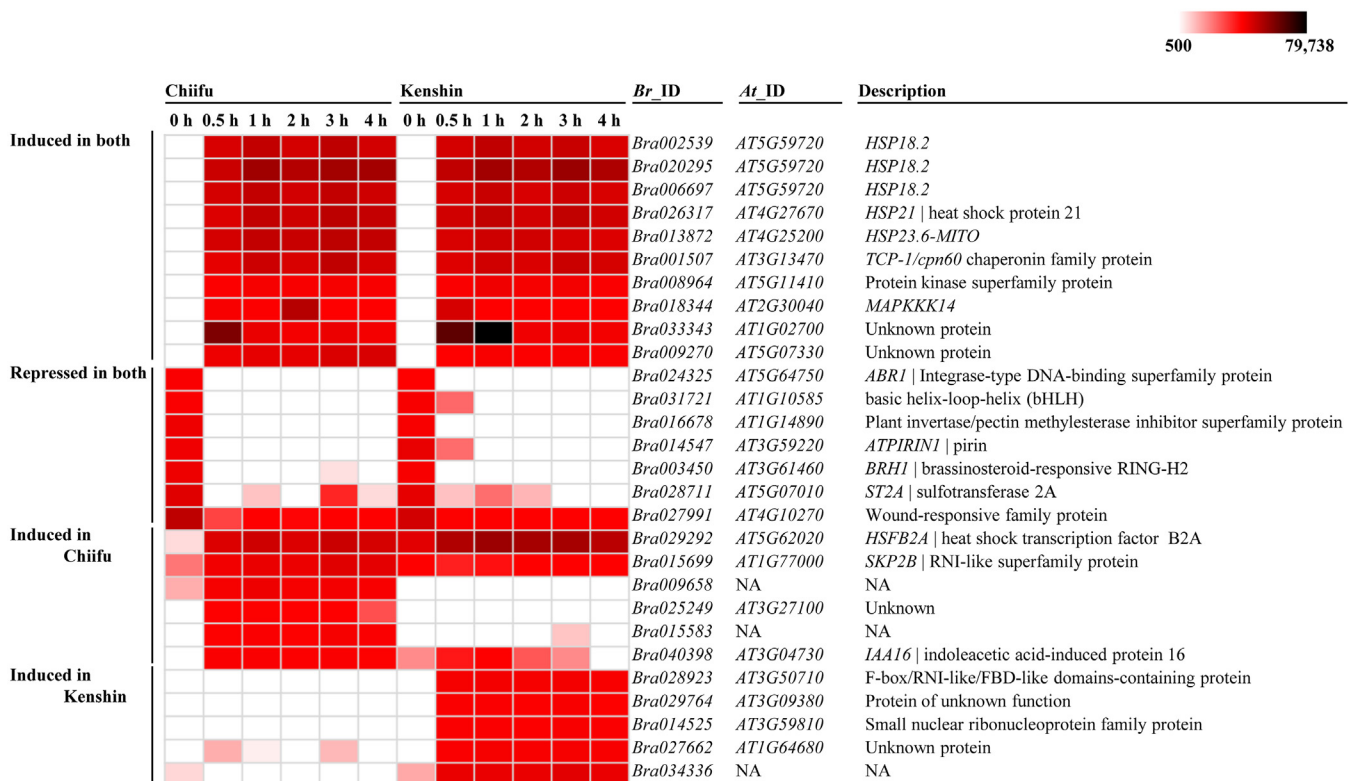 500 79,738
Chiifu Kenshin Br_ID At_ID Description
0 h 0.5 h 1 h 2 h 3 h 4 h 0 h 0.5 h 1 h 2 h 3 h 4 h
Induced in both
Bra002539 AT5G59720 HSP18.2
Bra020295 AT5G59720 HSP18.2
Bra006697 AT5G59720 HSP18.2
Bra026317 AT4G27670 HSP21 | heat shock protein 21
Bra013872 AT4G25200 HSP23.6-MITO
Bra001507 AT3G13470 TCP-1/cpn60 chaperonin family protein
Bra008964 AT5G11410 Protein kinase superfamily protein
Bra018344 AT2G30040 MAPKKK14
Bra033343 AT1G02700 Unknown protein
Bra009270 AT5G07330 Unknown protein
Repressed in both
Bra024325 AT5G64750 ABR1 | Integrase-type DNA-binding superfamily protein
Bra031721 AT1G10585 basic helix-loop-helix (bHLH)
Bra016678 AT1G14890 Plant invertase/pectin methylesterase inhibitor superfamily protein
Bra014547 AT3G59220 ATPIRIN1 | pirin
Bra003450 AT3G61460 BRH1 | brassinosteroid-responsive RING-H2
Bra028711 AT5G07010 ST2A | sulfotransferase 2A
Bra027991 AT4G10270 Wound-responsive family protein
Induced in
Chiifu
Bra029292 AT5G62020 HSFB2A | heat shock transcription factor B2A
Bra015699 AT1G77000 SKP2B | RNI-like superfamily protein
Bra009658 NA NA
Bra025249 AT3G27100 Unknown
Bra015583 NA NA
Bra040398 AT3G04730 IAA16 | indoleacetic acid-induced protein 16
Induced in
Kenshin
Bra028923 AT3G50710 F-box/RNI-like/FBD-like domains-containing protein
Bra029764 AT3G09380 Protein of unknown function
Bra014525 AT3G59810 Small nuclear ribonucleoprotein family protein
Bra027662 AT1G64680 Unknown protein
Bra034336 NA NA